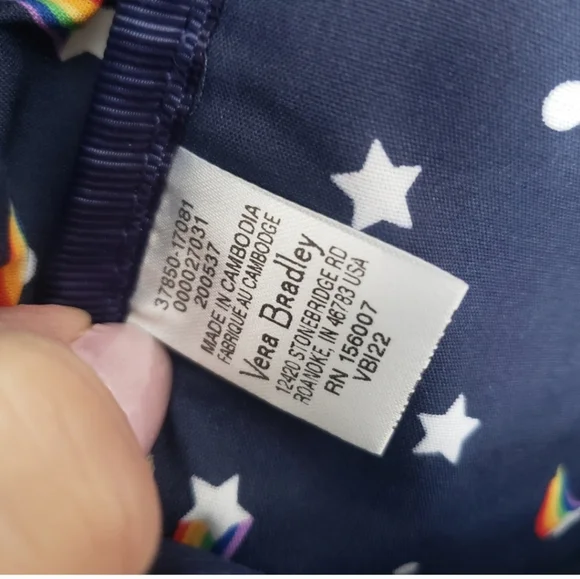 37850-17081
000027031
200537
MADE IN CAMBODIA
FABRIQUE AU CAMBODGE
Vera Bradley
12420 STONEBRIDGE RD
ROANOKE, IN 46783 USA
RN 156007
VBI22